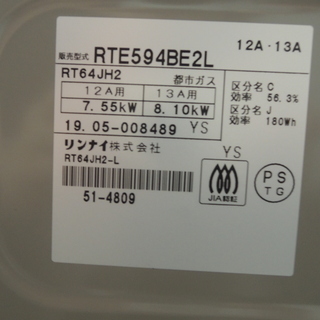 販売型式 RTE594BE2L 12A・13A
RT64JH2 都市ガス
12A用 13A用
7.55kW 8.10kW
区分名 C
効率 56.3%
区分名 J
効率 180Wh
19.05-008489 YS
リンナイ株式会社
RT64JH2-L
YS
51-4809
JIA認証
PS
TG